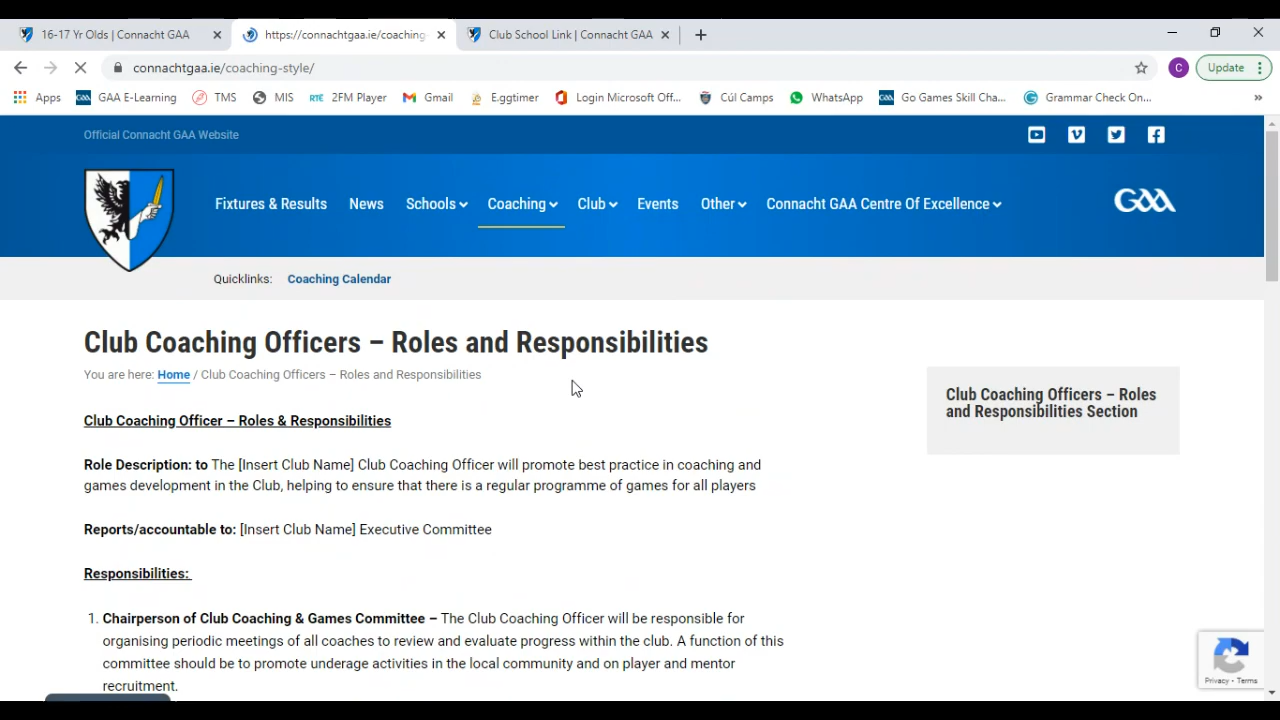 16-17 Yr Olds | Connacht GAA
https://connachtgaa.ie/coaching-
Club School Link | Connacht GAA
connachtgaa.ie/coaching-style/
C
Update
Apps
GAA E-Learning
TMS
MIS
RTÉ 2FM Player
Gmail
E.ggtimer
Login Microsoft Off...
Cúl Camps
WhatsApp
Go Games Skill Cha...
Grammar Check On...
»
Official Connacht GAA Website
Fixtures & Results
News
Schools
Coaching
Club
Events
Other
Connacht GAA Centre Of Excellence
GAA
Quicklinks:
Coaching Calendar
Club Coaching Officers – Roles and Responsibilities
You are here: Home / Club Coaching Officers – Roles and Responsibilities
Club Coaching Officers – Roles
and Responsibilities Section
Club Coaching Officer – Roles & Responsibilities
Role Description: to The [Insert Club Name] Club Coaching Officer will promote best practice in coaching and
games development in the Club, helping to ensure that there is a regular programme of games for all players
Reports/accountable to: [Insert Club Name] Executive Committee
Responsibilities:
1. Chairperson of Club Coaching & Games Committee – The Club Coaching Officer will be responsible for
organising periodic meetings of all coaches to review and evaluate progress within the club. A function of this
committee should be to promote underage activities in the local community and on player and mentor
recruitment.
Privacy - Terms